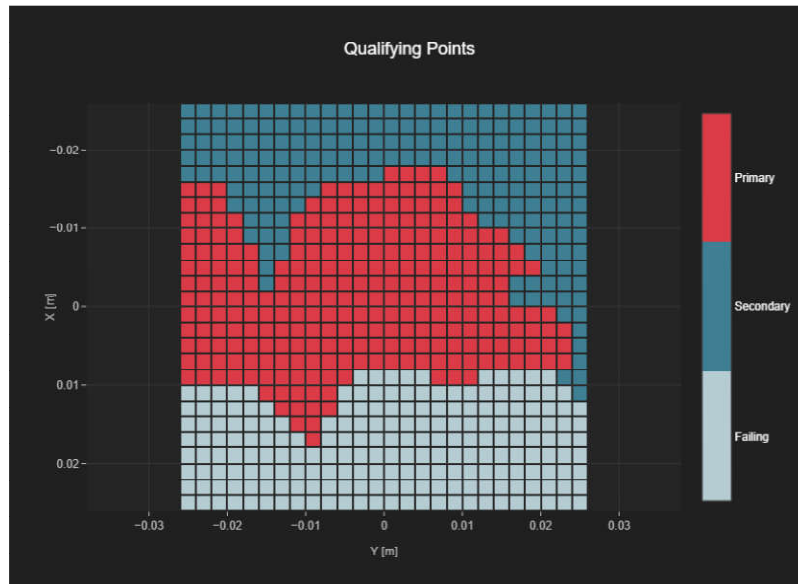 Qualifying Points
−0.02
−0.01
0
0.01
0.02
X [m]
−0.03
−0.02
−0.01
0
0.01
0.02
0.03
Y [m]
Primary
Secondary
Failing